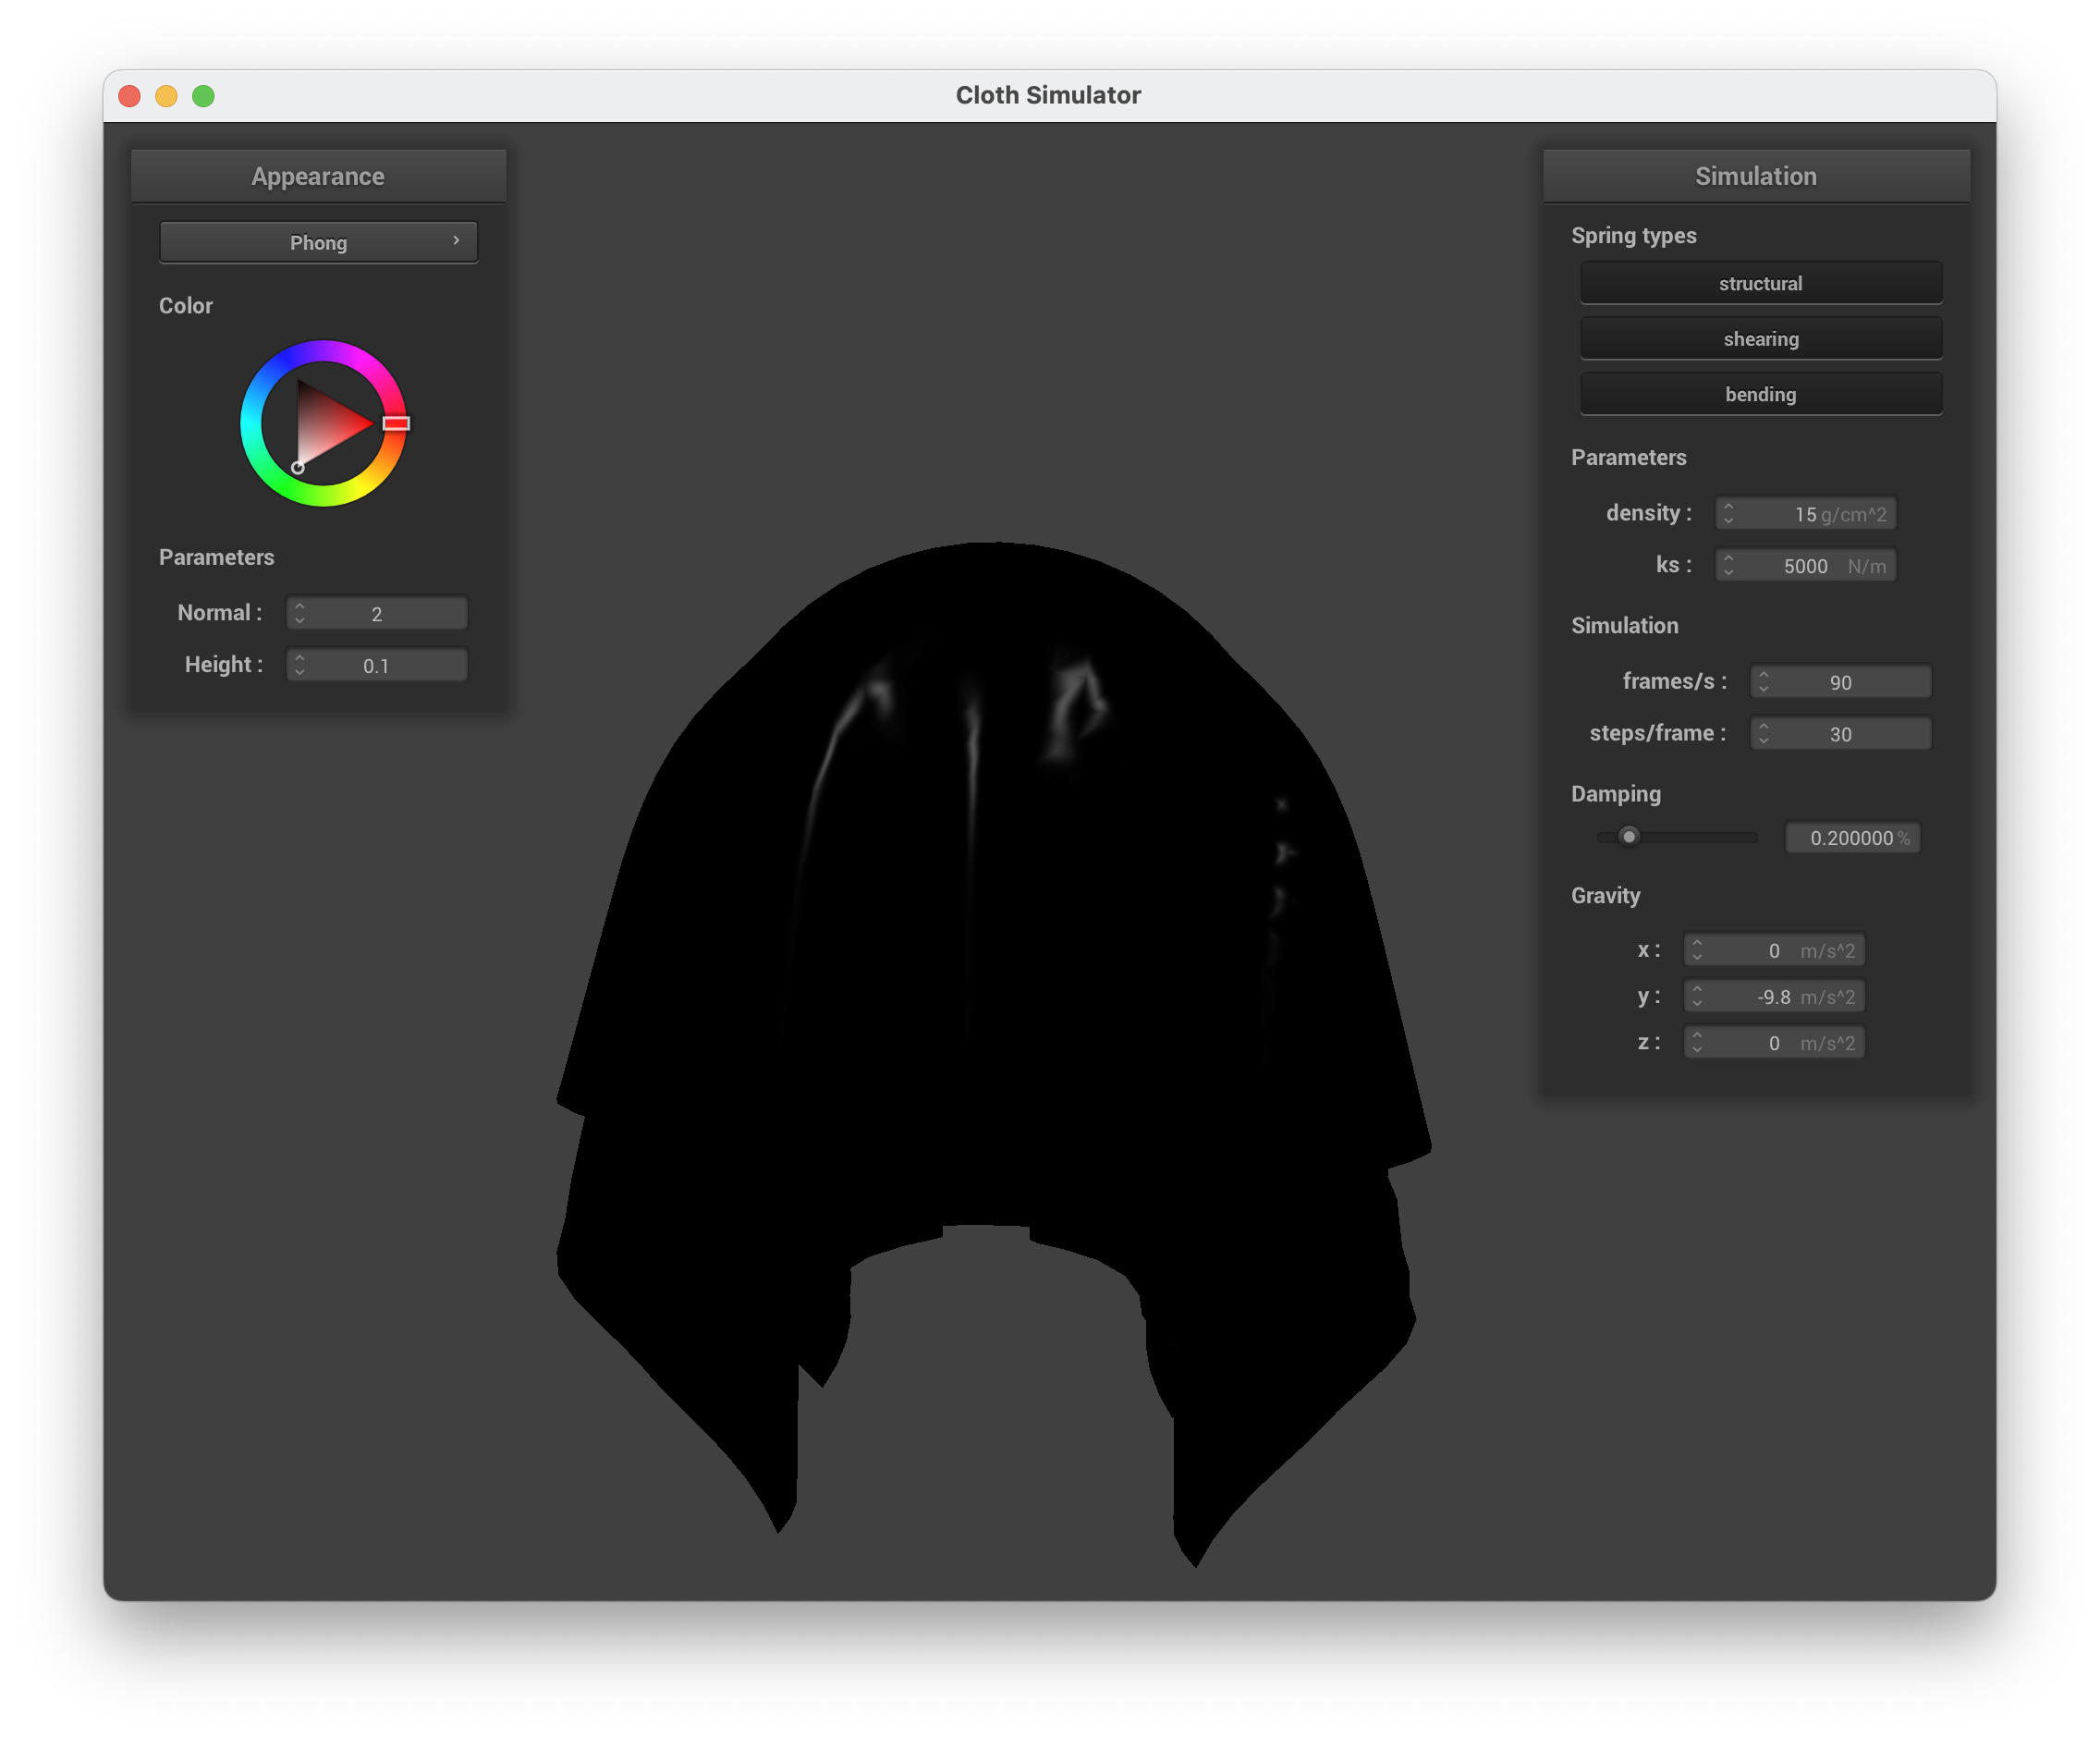 Cloth Simulator
Appearance
Phong
Color
Parameters
Normal : 2
Height : 0.1
Simulation
Spring types
structural
shearing
bending
Parameters
density : 15 g/cm^2
ks : 5000 N/m
Simulation
frames/s : 90
steps/frame : 30
Damping
0.200000 %
Gravity
x : 0 m/s^2
y : -9.8 m/s^2
z : 0 m/s^2